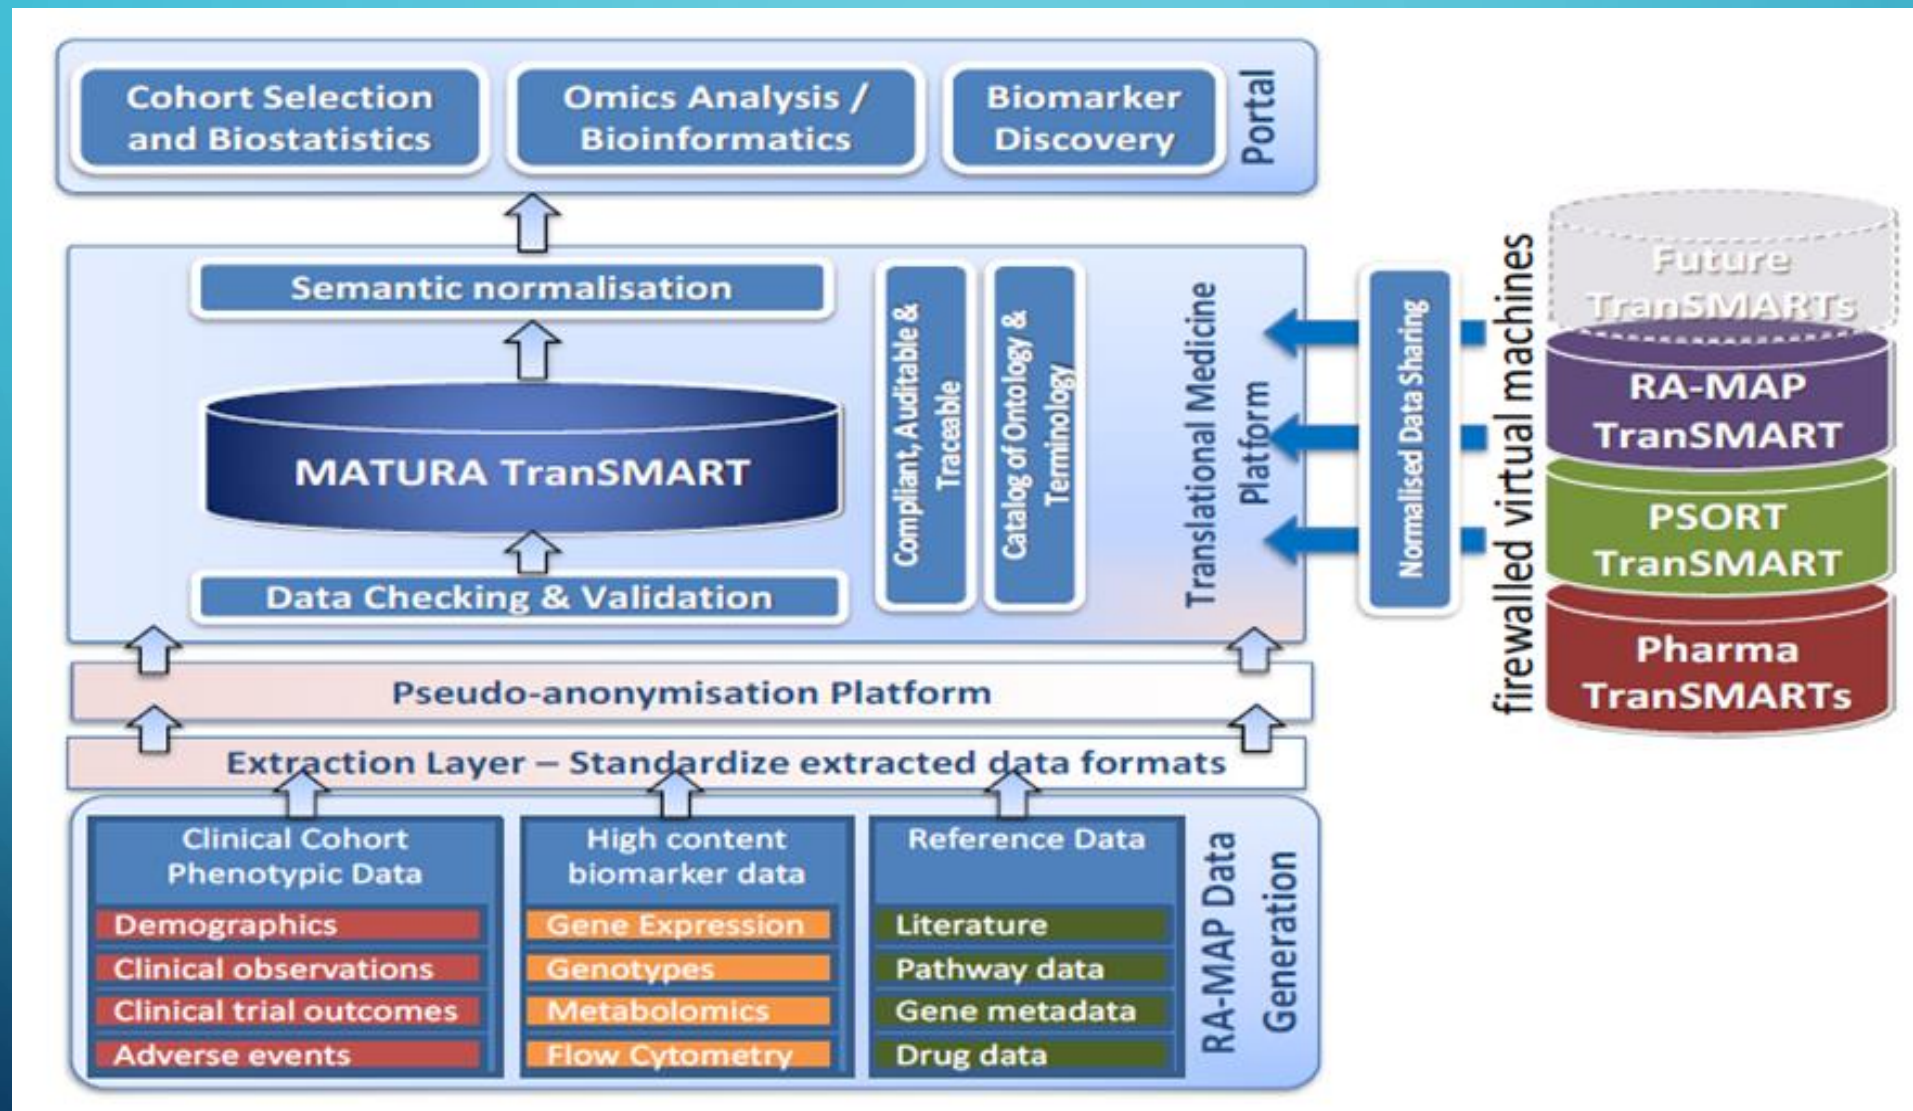 Cohort Selection
and Biostatistics
Omics Analysis /
Bioinformatics
Biomarker
Discovery
Portal
Semantic normalisation
MATURA TranSMART
Data Checking & Validation
Compliant, Auditable &
Traceable
Catalog of Ontology &
Terminology
Translational Medicine
Platform
Normalised Data Sharing
firewalled virtual machines
Future
TranSMARTs
RA-MAP
TranSMART
PSORT
TranSMART
Pharma
TranSMARTs
Pseudo-anonymisation Platform
Extraction Layer – Standardize extracted data formats
Clinical Cohort
Phenotypic Data
Demographics
Clinical observations
Clinical trial outcomes
Adverse events
High content
biomarker data
Gene Expression
Genotypes
Metabolomics
Flow Cytometry
Reference Data
Literature
Pathway data
Gene metadata
Drug data
RA-MAP Data
Generation